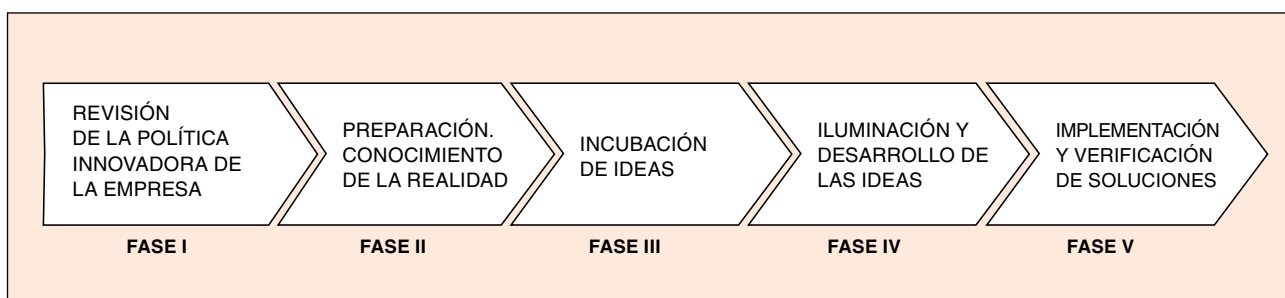 REVISIÓN
DE LA POLÍTICA
INNOVADORA DE
LA EMPRESA
FASE I
PREPARACIÓN.
CONOCIMIENTO
DE LA REALIDAD
FASE II
INCUBACIÓN
DE IDEAS
FASE III
ILUMINACIÓN Y
DESARROLLO DE
LAS IDEAS
FASE IV
IMPLEMENTACIÓN
Y VERIFICACIÓN
DE SOLUCIONES
FASE V